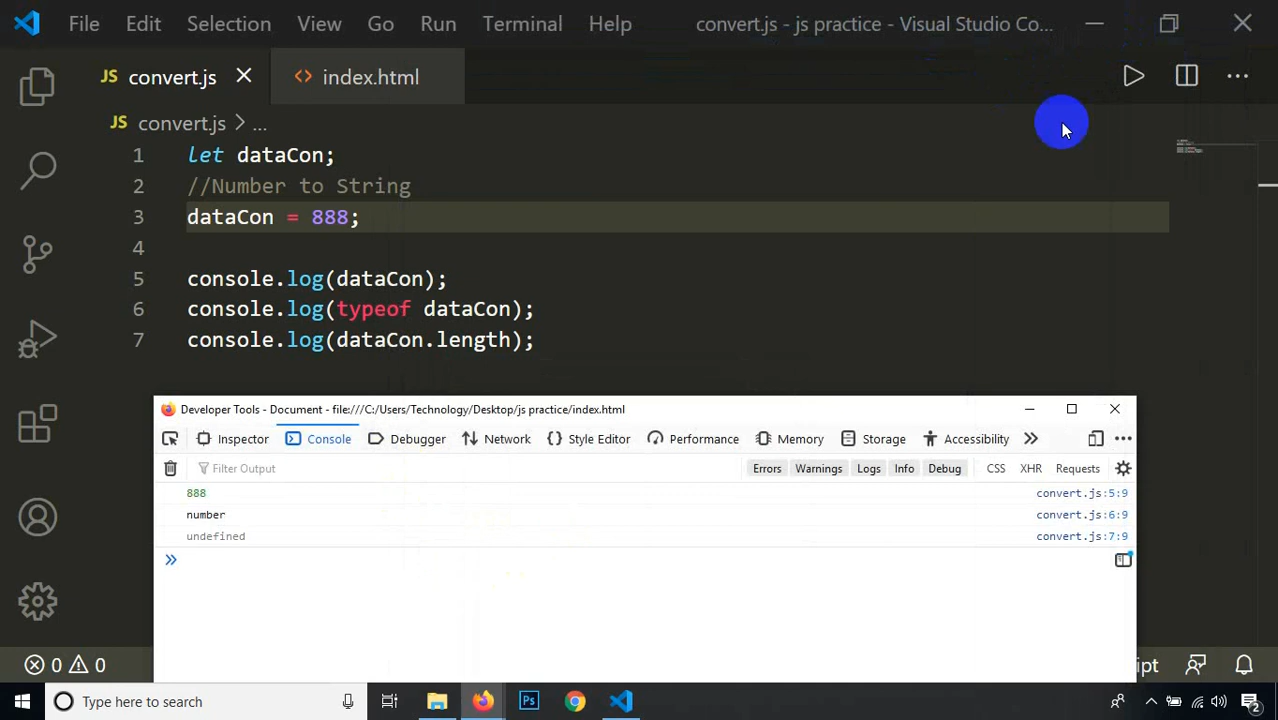 File Edit Selection View Go Run Terminal Help convert.js - js practice - Visual Studio Co...
JS convert.js index.html
JS convert.js > ...
1 let dataCon;
2 //Number to String
3 dataCon = 888;
4
5 console.log(dataCon);
6 console.log(typeof dataCon);
7 console.log(dataCon.length);
Developer Tools - Document - file:///C:/Users/Technology/Desktop/js practice/index.html
Inspector Console Debugger Network Style Editor Performance Memory Storage Accessibility
Filter Output Errors Warnings Logs Info Debug CSS XHR Requests
888 convert.js:5:9
number convert.js:6:9
undefined convert.js:7:9
0 0 ipt
Type here to search Ps 2